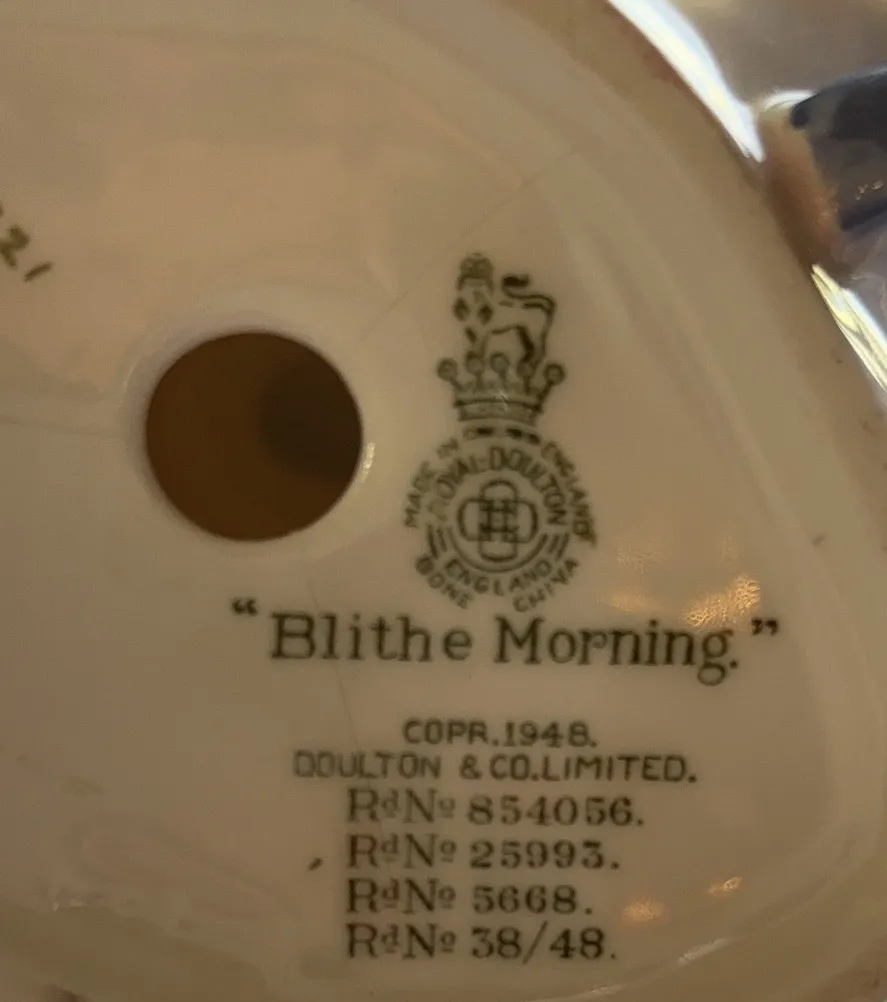 21
MADE IN ENGLAND
ROYAL DOULTON
ENGLAND
BONE CHINA
“Blithe Morning.”
COPR.1948.
DOULTON & CO.LIMITED.
RdNo 854056.
RdNo 25993.
RdNo 5668.
RdNo 38/48.